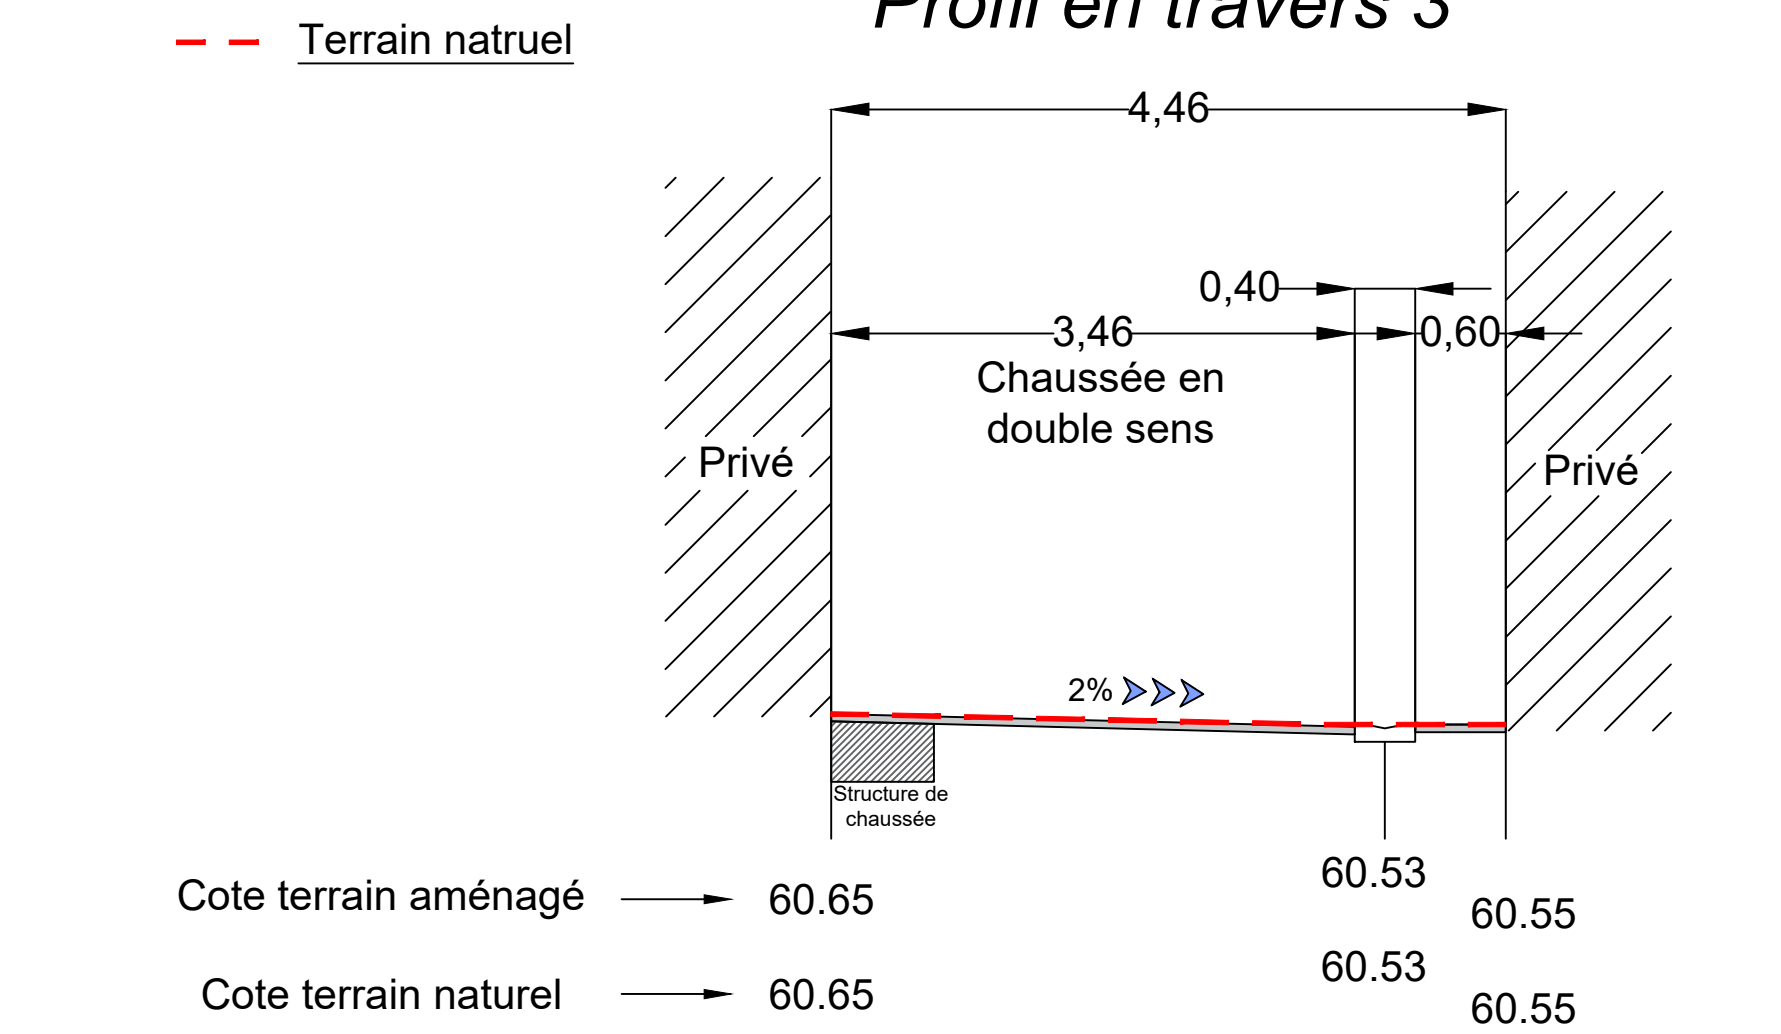 Profil en travers 3
Terrain natruel
4,46
0,40
3,46
0,60
Chaussée en
double sens
Privé
Privé
2%
Structure de
chaussée
60.53
Cote terrain aménagé
60.65
60.55
60.53
Cote terrain naturel
60.65
60.55